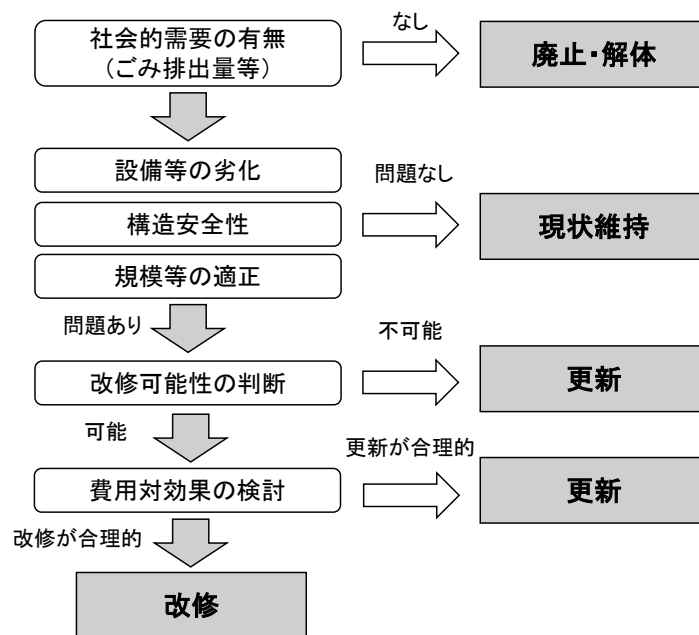 社会的需要の有無
（ごみ排出量等）
なし
廃止・解体
設備等の劣化
構造安全性
規模等の適正
問題なし
現状維持
問題あり
改修可能性の判断
不可能
更新
可能
費用対効果の検討
更新が合理的
更新
改修が合理的
改修